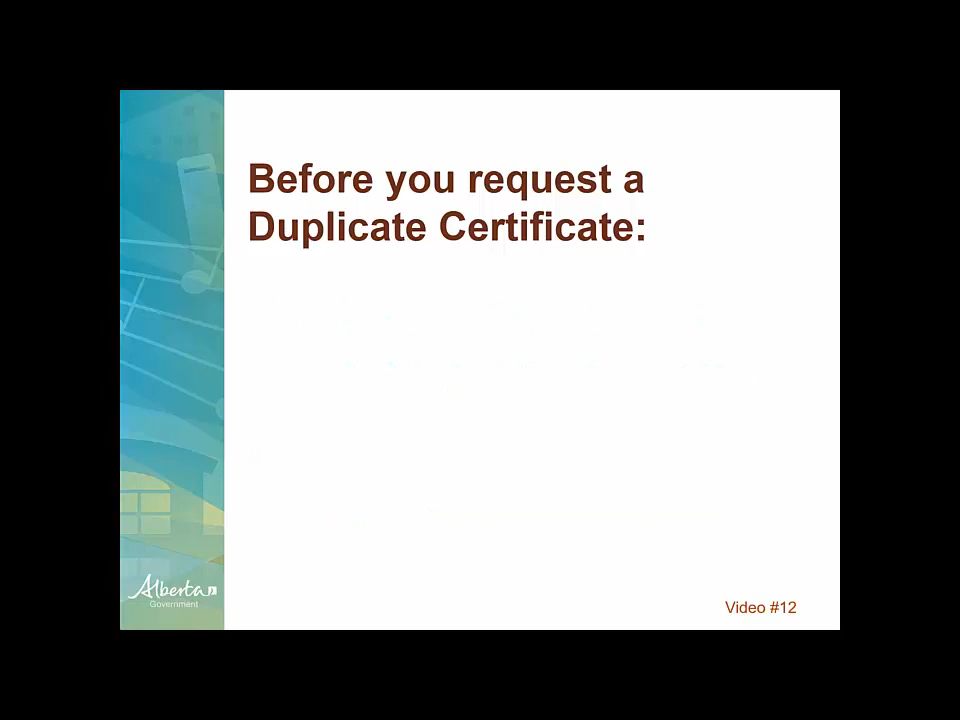 Before you request a
Duplicate Certificate:
Alberta
Government
Video #12